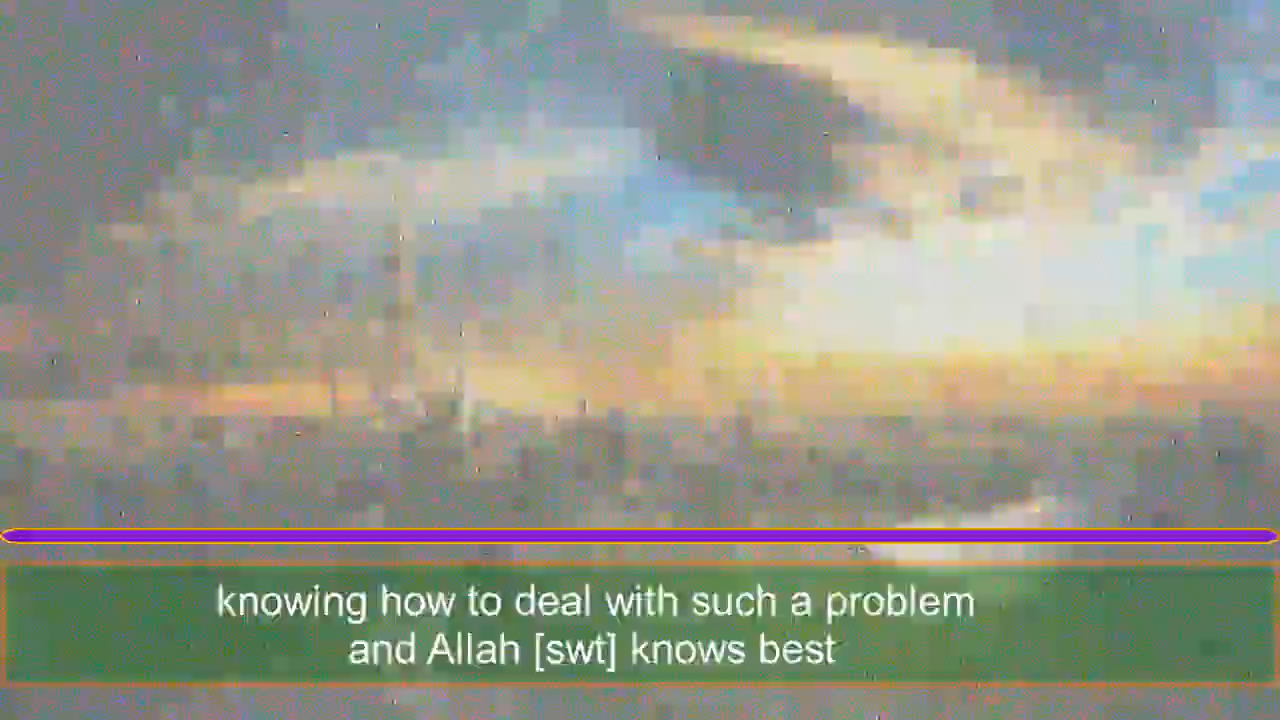 knowing how to deal with such a problem
and Allah [swt] knows best